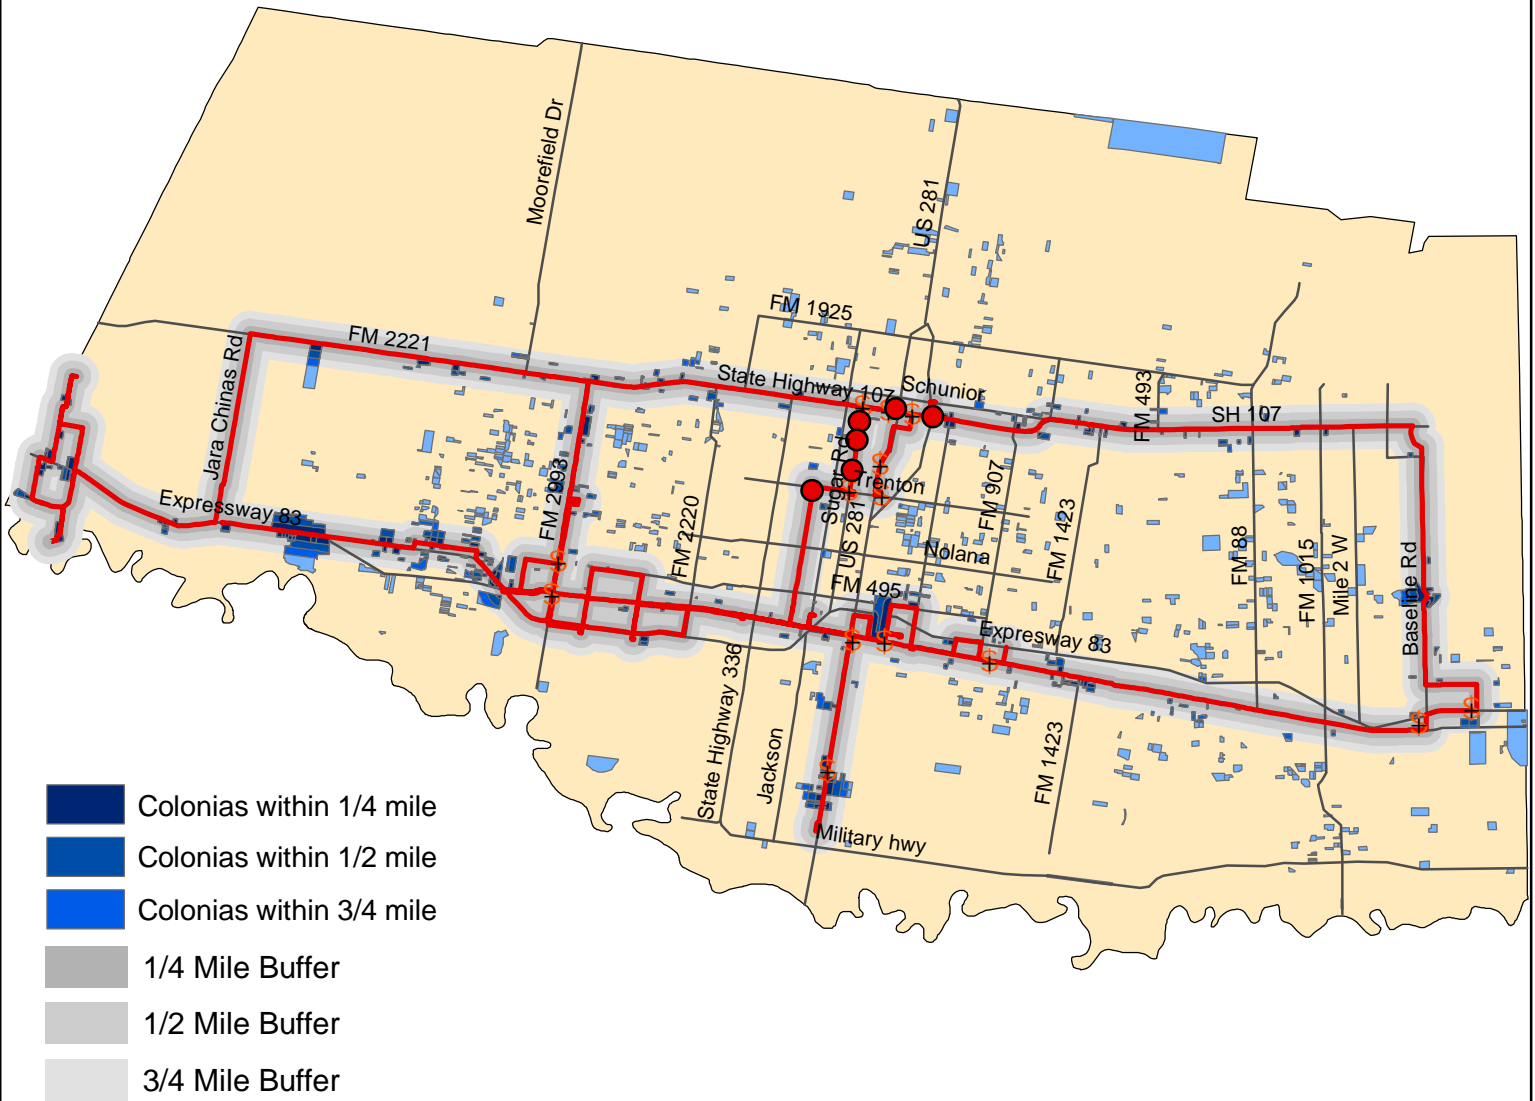 Moorefield Dr
US 281
FM 1925
FM 2221
State Highway 107
Schunior
FM 493
SH 107
Jara Chinas Rd
Expressway 83
FM 2993
FM 2220
Sugar Rd
Trenton
US 281
FM 907
FM 1423
Nolana
FM 88
FM 1015
Mile 2 W
Baseline Rd
FM 495
Expresway 83
State Highway 336
Jackson
FM 1423
Military hwy
Colonias within 1/4 mile
Colonias within 1/2 mile
Colonias within 3/4 mile
1/4 Mile Buffer
1/2 Mile Buffer
3/4 Mile Buffer